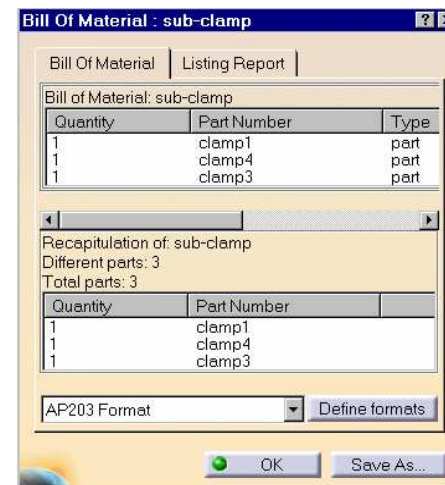 Bill Of Material : sub-clamp
Bill Of Material Listing Report
Bill of Material: sub-clamp
Quantity Part Number Type
1 clamp1 part
1 clamp4 part
1 clamp3 part
Recapitulation of: sub-clamp
Different parts: 3
Total parts: 3
Quantity Part Number
1 clamp1
1 clamp4
1 clamp3
AP203 Format Define formats
OK Save As...